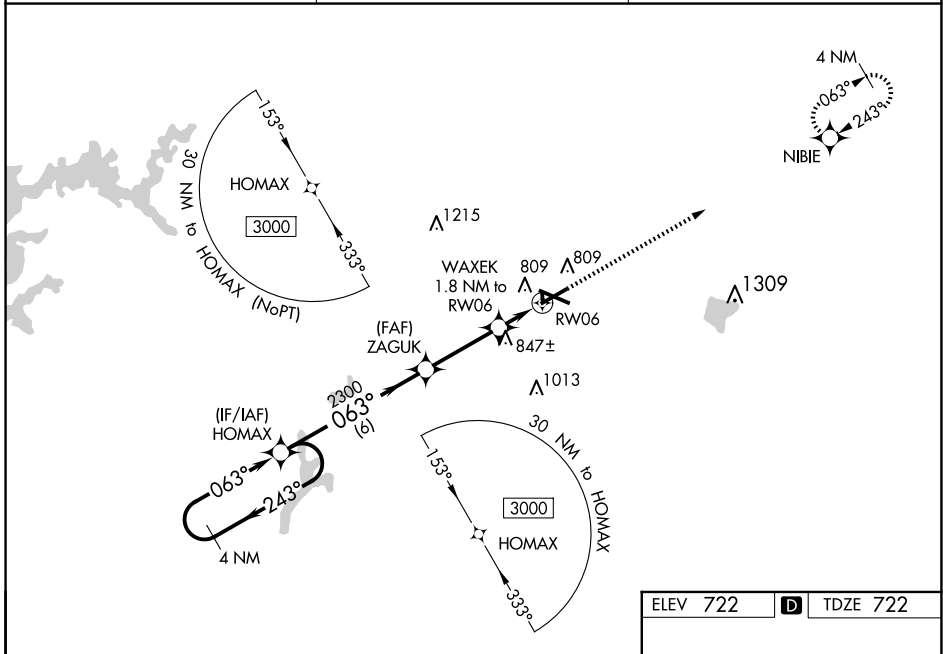 4 NM
063°
243°
NIBIE
153°
HOMAX
3000
333°
30 NM to HOMAX (NoPT)
1215
WAXEK
1.8 NM to
RW06
809
809
RW06
1309
847±
(FAF)
ZAGUK
1013
2300
063°
(6)
(IF/IAF)
HOMAX
063°
243°
4 NM
30 NM to HOMAX
153°
3000
HOMAX
333°
ELEV 722 D TDZE 722